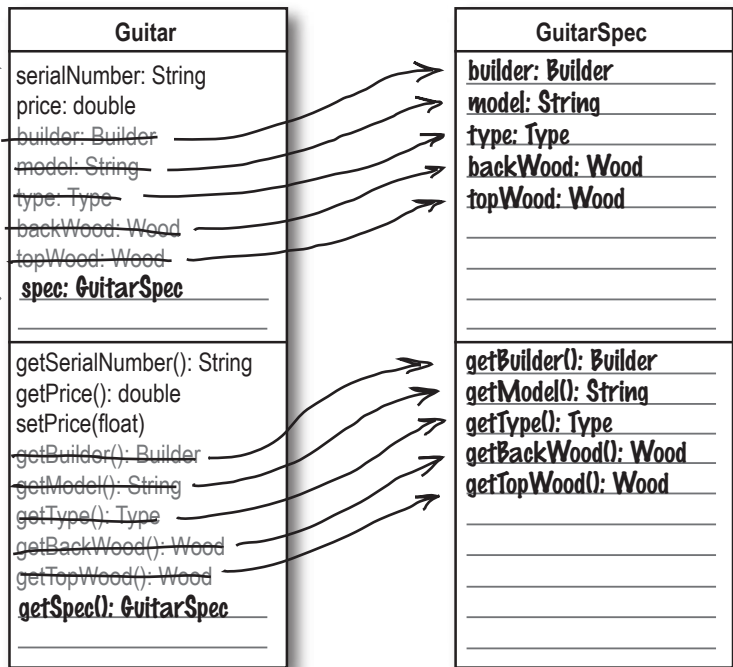 Guitar
serialNumber: String
price: double
builder: Builder
model: String
type: Type
backWood: Wood
topWood: Wood
spec: GuitarSpec
getSerialNumber(): String
getPrice(): double
setPrice(float)
getBuilder(): Builder
getModel(): String
getType(): Type
getBackWood(): Wood
getTopWood(): Wood
getSpec(): GuitarSpec
GuitarSpec
builder: Builder
model: String
type: Type
backWood: Wood
topWood: Wood
getBuilder(): Builder
getModel(): String
getType(): Type
getBackWood(): Wood
getTopWood(): Wood